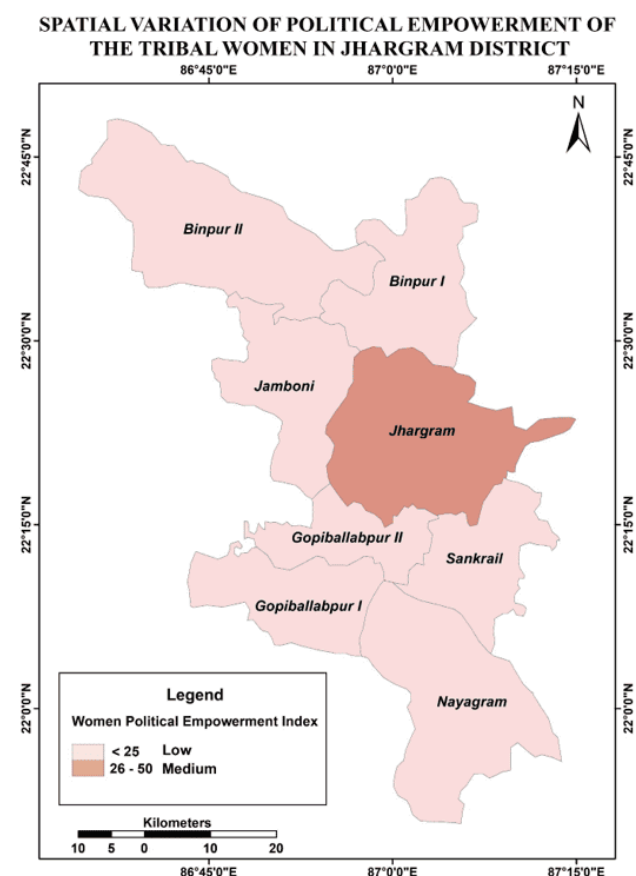 SPATIAL VARIATION OF POLITICAL EMPOWERMENT OF
THE TRIBAL WOMEN IN JHARGRAM DISTRICT
86°45'0"E 87°0'0"E 87°15'0"E
N
22°45'0"N 22°45'0"N
Binpur II
Binpur I
22°30'0"N 22°30'0"N
Jamboni
Jhargram
22°15'0"N 22°15'0"N
Gopiballabpur II
Sankrail
Gopiballabpur I
Nayagram
22°0'0"N 22°0'0"N
Legend
Women Political Empowerment Index
< 25 Low
26 - 50 Medium
Kilometers
10 5 0 10 20
86°45'0"E 87°0'0"E 87°15'0"E